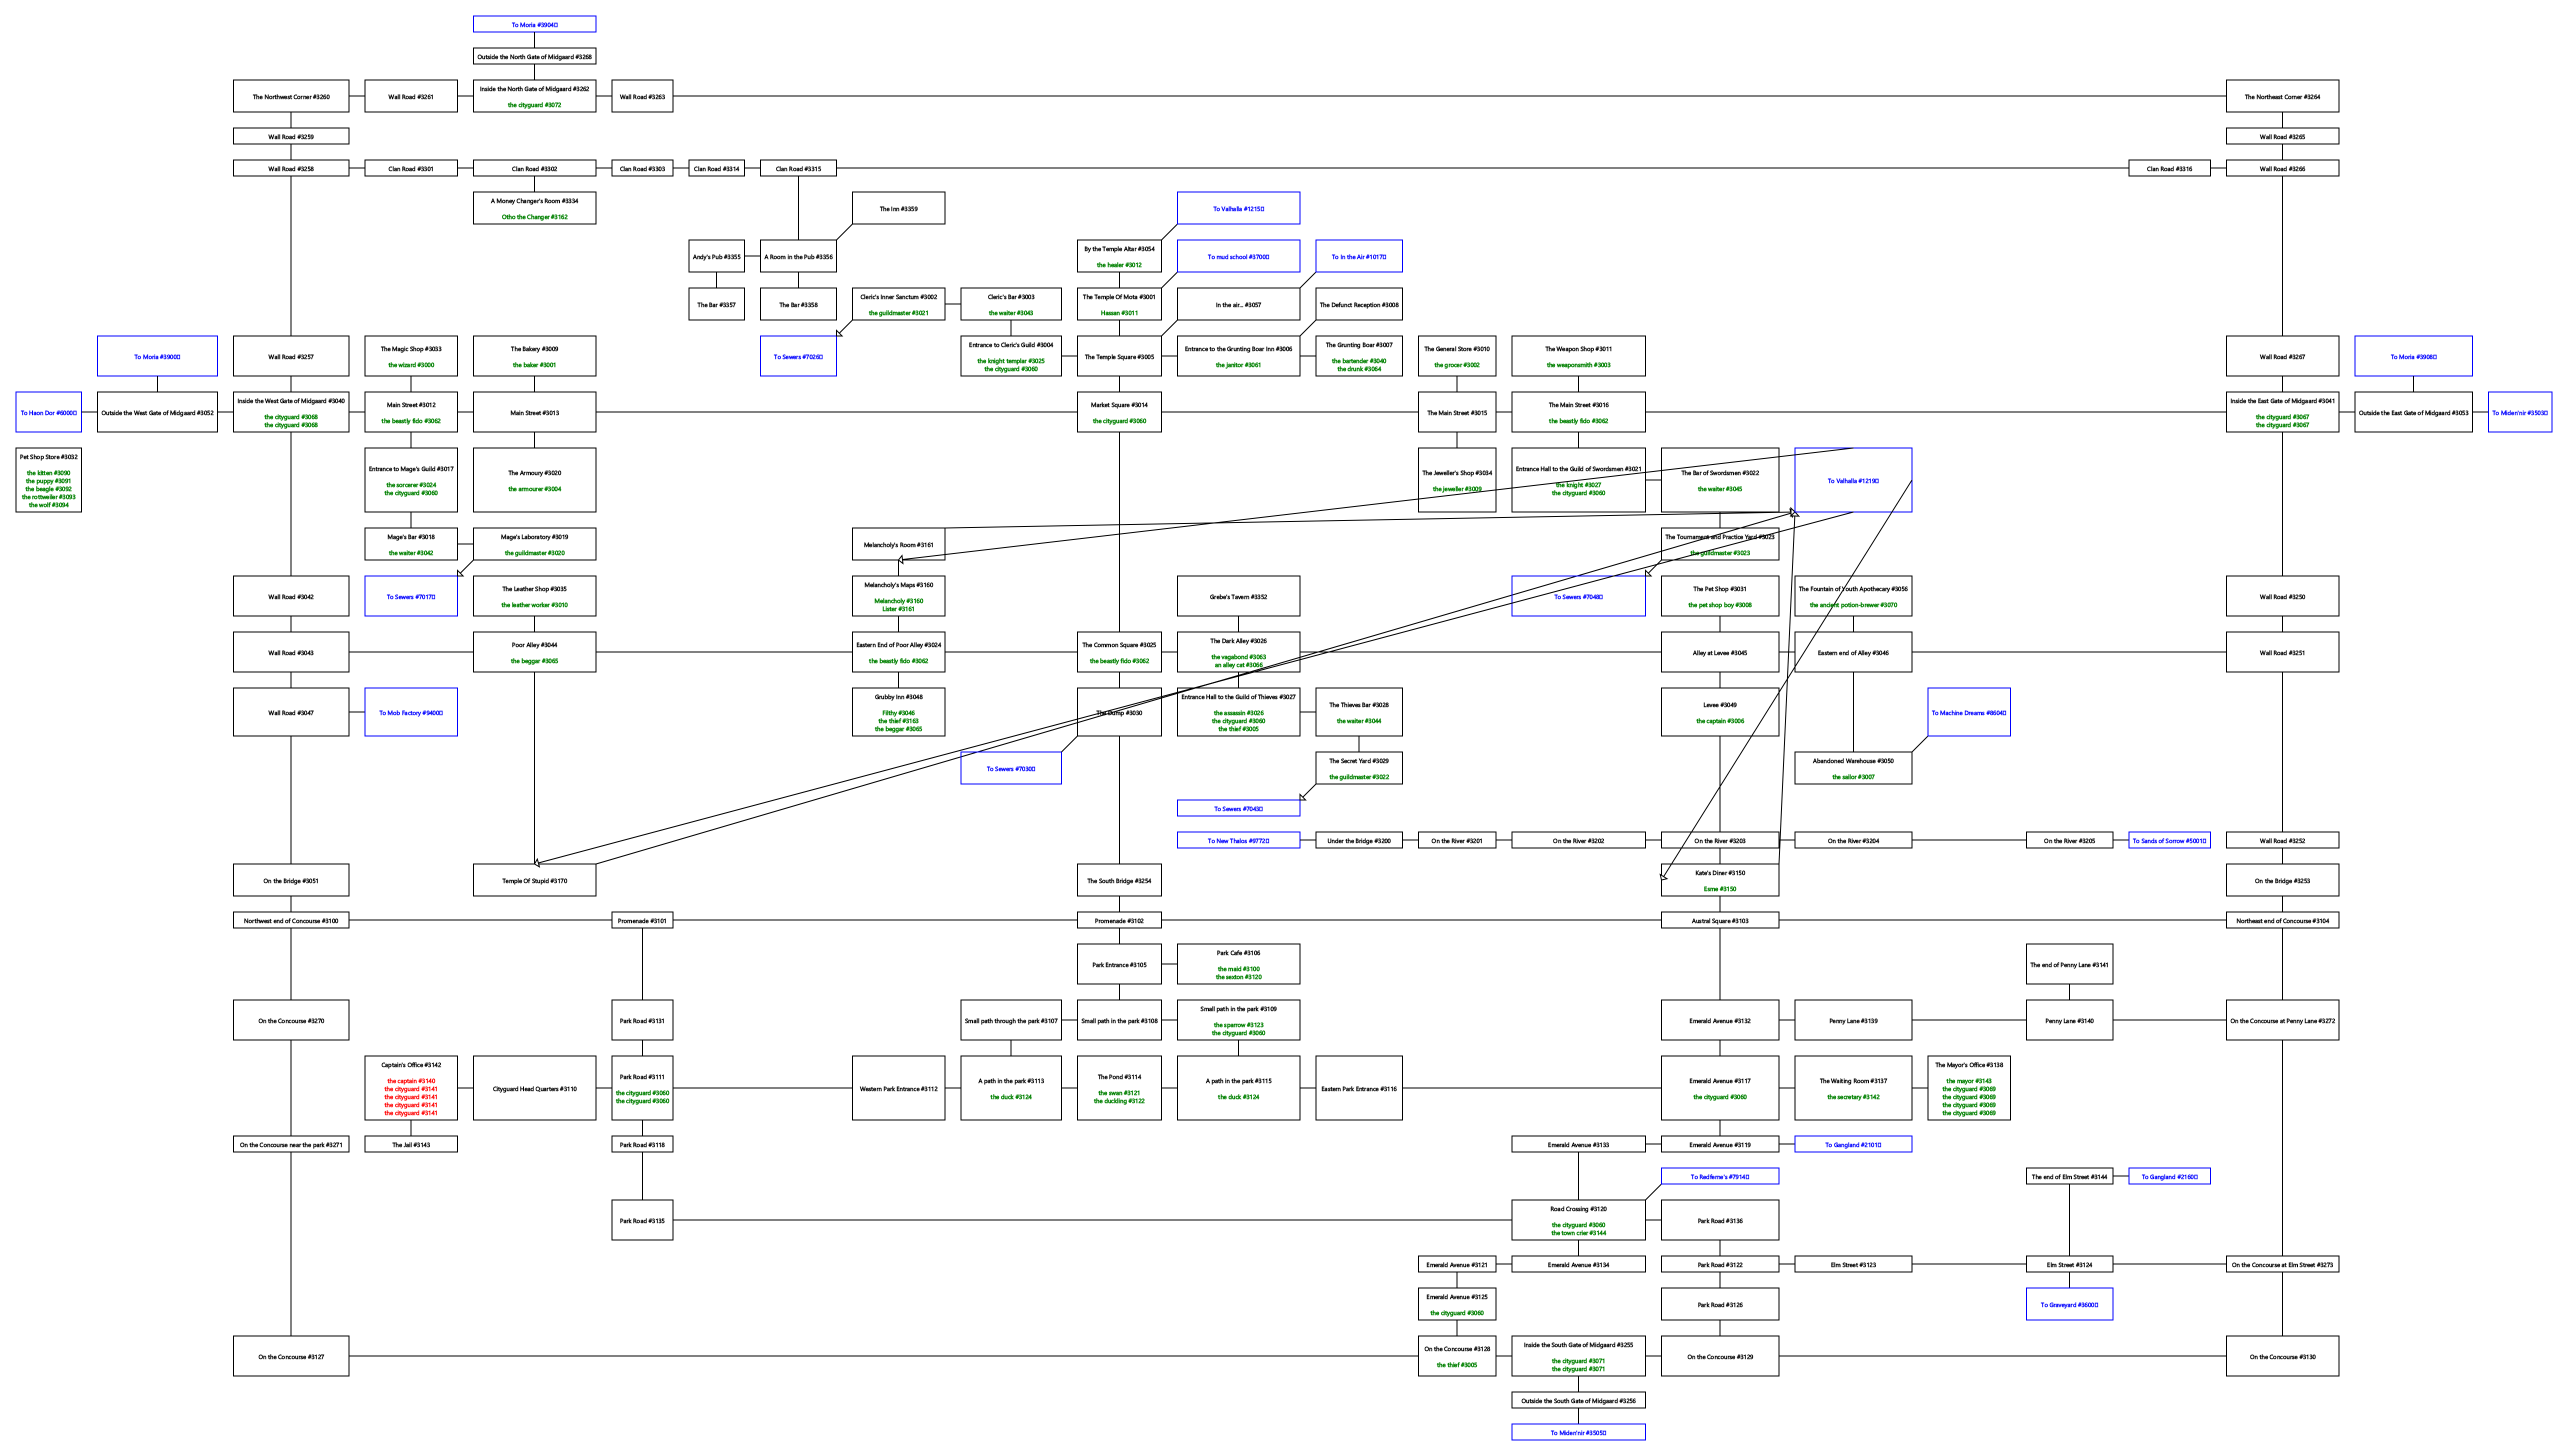 To Moria #3904
Outside the North Gate of Midgaard #3268
The Northwest Corner #3260
Wall Road #3261
Inside the North Gate of Midgaard #3262
the cityguard #3072
Wall Road #3263
The Northeast Corner #3264
Wall Road #3259
Wall Road #3265
Wall Road #3258
Clan Road #3301
Clan Road #3302
Clan Road #3303
Clan Road #3314
Clan Road #3315
Clan Road #3316
Wall Road #3266
A Money Changer's Room #3334
Otho the Changer #3162
The Inn #3359
To Valhalla #1215
Andy's Pub #3355
A Room in the Pub #3356
By the Temple Altar #3054
the healer #3012
To mud school #3700
To In the Air #1017
The Bar #3357
The Bar #3358
Cleric's Inner Sanctum #3002
the guildmaster #3021
Cleric's Bar #3003
the waiter #3043
The Temple Of Mota #3001
Hassan #3011
In the air... #3057
The Defunct Reception #3008
To Moria #3900
Wall Road #3257
The Magic Shop #3033
the wizard #3000
The Bakery #3009
the baker #3001
To Sewers #7026
Entrance to Cleric's Guild #3004
the knight templar #3025
the cityguard #3060
The Temple Square #3005
Entrance to the Grunting Boar Inn #3006
the janitor #3061
The Grunting Boar #3007
the bartender #3040
the drunk #3064
The General Store #3010
the grocer #3002
The Weapon Shop #3011
the weaponsmith #3003
Wall Road #3267
To Moria #3908
To Haon Dor #6000
Outside the West Gate of Midgaard #3052
Inside the West Gate of Midgaard #3040
the cityguard #3068
the cityguard #3068
Main Street #3012
the beastly fido #3062
Main Street #3013
Market Square #3014
the cityguard #3060
The Main Street #3015
The Main Street #3016
the beastly fido #3062
Inside the East Gate of Midgaard #3041
the cityguard #3067
the cityguard #3067
Outside the East Gate of Midgaard #3053
To Miden'nir #3503
Pet Shop Store #3032
the kitten #3090
the puppy #3091
the beagle #3092
the rottweiler #3093
the wolf #3094
Entrance to Mage's Guild #3017
the sorcerer #3024
the cityguard #3060
The Armoury #3020
the armourer #3004
The Jeweller's Shop #3034
the jeweller #3009
Entrance Hall to the Guild of Swordsmen #3021
the knight #3027
the cityguard #3060
The Bar of Swordsmen #3022
the waiter #3045
To Valhalla #1219
Mage's Bar #3018
the waiter #3042
Mage's Laboratory #3019
the guildmaster #3020
Melancholy's Room #3161
The Tournament and Practice Yard #3023
the guildmaster #3023
Wall Road #3042
To Sewers #7017
The Leather Shop #3035
the leather worker #3010
Melancholy's Maps #3160
Melancholy #3160
Lister #3161
Grebe's Tavern #3352
To Sewers #7048
The Pet Shop #3031
the pet shop boy #3008
The Fountain of Youth Apothecary #3056
the ancient potion-brewer #3070
Wall Road #3250
Wall Road #3043
Poor Alley #3044
the beggar #3065
Eastern End of Poor Alley #3024
the beastly fido #3062
The Common Square #3025
the beastly fido #3062
The Dark Alley #3026
the vagabond #3063
an alley cat #3066
Alley at Levee #3045
Eastern end of Alley #3046
Wall Road #3251
Wall Road #3047
To Mob Factory #9400
Grubby Inn #3048
Filthy #3046
the thief #3163
the beggar #3065
The Dump #3030
Entrance Hall to the Guild of Thieves #3027
the assassin #3026
the cityguard #3060
the thief #3005
The Thieves Bar #3028
the waiter #3044
Levee #3049
the captain #3006
To Machine Dreams #8604
To Sewers #7030
The Secret Yard #3029
the guildmaster #3022
Abandoned Warehouse #3050
the sailor #3007
To Sewers #7043
To New Thalos #9772
Under the Bridge #3200
On the River #3201
On the River #3202
On the River #3203
On the River #3204
On the River #3205
To Sands of Sorrow #5001
Wall Road #3252
On the Bridge #3051
Temple Of Stupid #3170
The South Bridge #3254
Kate's Diner #3150
Esme #3150
On the Bridge #3253
Northwest end of Concourse #3100
Promenade #3101
Promenade #3102
Austral Square #3103
Northeast end of Concourse #3104
Park Entrance #3105
Park Cafe #3106
the maid #3100
the sexton #3120
The end of Penny Lane #3141
On the Concourse #3270
Park Road #3131
Small path through the park #3107
Small path in the park #3108
Small path in the park #3109
the sparrow #3123
the cityguard #3060
Emerald Avenue #3132
Penny Lane #3139
Penny Lane #3140
On the Concourse at Penny Lane #3272
Captain's Office #3142
the captain #3140
the cityguard #3141
the cityguard #3141
the cityguard #3141
the cityguard #3141
Cityguard Head Quarters #3110
Park Road #3111
the cityguard #3060
the cityguard #3060
Western Park Entrance #3112
A path in the park #3113
the duck #3124
The Pond #3114
the swan #3121
the duckling #3122
A path in the park #3115
the duck #3124
Eastern Park Entrance #3116
Emerald Avenue #3117
the cityguard #3060
The Waiting Room #3137
the secretary #3142
The Mayor's Office #3138
the mayor #3143
the cityguard #3069
the cityguard #3069
the cityguard #3069
the cityguard #3069
On the Concourse near the park #3271
The Jail #3143
Park Road #3118
Emerald Avenue #3133
Emerald Avenue #3119
To Gangland #2101
To Redferne's #7914
The end of Elm Street #3144
To Gangland #2160
Park Road #3135
Road Crossing #3120
the cityguard #3060
the town crier #3144
Park Road #3136
Emerald Avenue #3121
Emerald Avenue #3134
Park Road #3122
Elm Street #3123
Elm Street #3124
On the Concourse at Elm Street #3273
Emerald Avenue #3125
the cityguard #3060
Park Road #3126
To Graveyard #3600
On the Concourse #3127
On the Concourse #3128
the thief #3005
Inside the South Gate of Midgaard #3255
the cityguard #3071
the cityguard #3071
On the Concourse #3129
On the Concourse #3130
Outside the South Gate of Midgaard #3256
To Miden'nir #3505